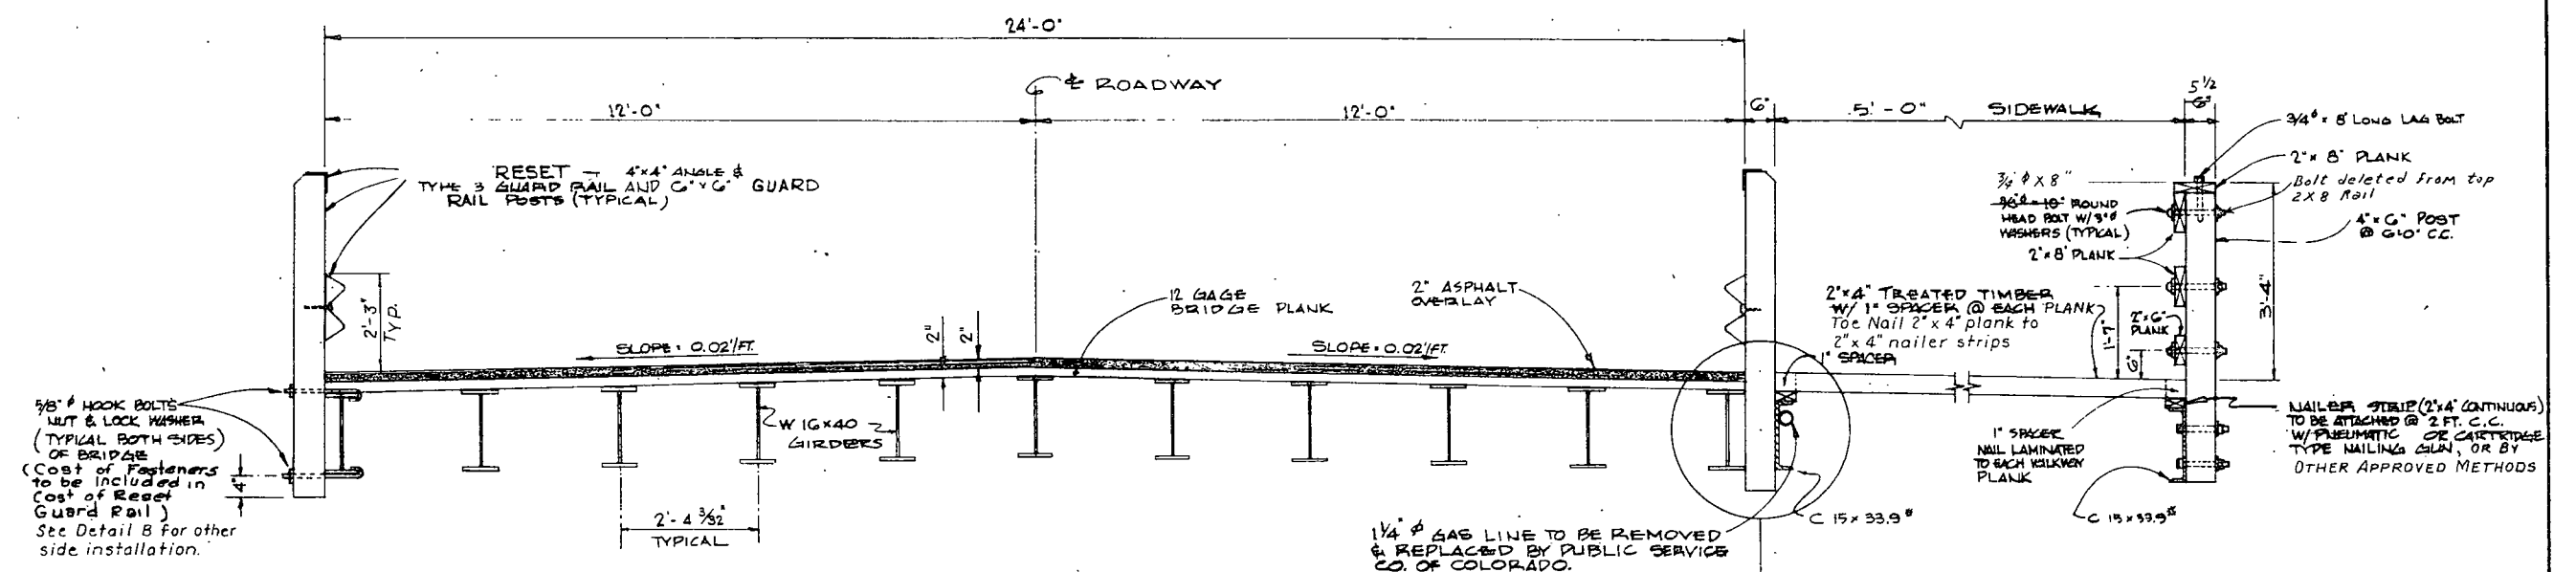 24'-0"
℄ ROADWAY
12'-0"
12'-0"
6"
5'-0" SIDEWALK
5 1/2
6"
3/4"ϕ x 8" LONG LAG BOLT
2" x 8" PLANK
Bolt deleted from top
2X8 Rail
4" x 6" POST
@ 6'-0" C.C.
RESET — 4"x4" ANGLE &
TYPE 3 GUARD RAIL AND 6"x6" GUARD
RAIL POSTS (TYPICAL)
3/4"ϕ X 8"
ROUND
HEAD BOLT W/ 3"ϕ
WASHERS (TYPICAL)
2" x 8" PLANK
2'-3"
TYP.
12 GAGE
BRIDGE PLANK
2" ASPHALT
OVERLAY
2"x4" TREATED TIMBER
W/ 1" SPACER @ EACH PLANK
Toe Nail 2" x 4" plank to
2" x 4" nailer strips
1" SPACER
2"x6"
PLANK
1'-7"
6"
3'-4"
SLOPE = 0.02'/FT.
2"
2"
SLOPE = 0.02'/FT.
5/8"ϕ HOOK BOLTS
NUT & LOCK WASHER
(TYPICAL BOTH SIDES)
OF BRIDGE
(Cost of Fasteners
to be included in
Cost of Reset
Guard Rail)
See Detail B for other
side installation.
4"
W 16x40
GIRDERS
2'-4 3/32"
TYPICAL
1 1/4"ϕ GAS LINE TO BE REMOVED
& REPLACED BY PUBLIC SERVICE
CO. OF COLORADO.
C 15 x 33.9#
1" SPACER
NAIL LAMINATED
TO EACH WALKWAY
PLANK
C 15 x 33.9#
NAILER STRIP (2"x4" CONTINUOUS)
TO BE ATTACHED @ 2 FT. C.C.
W/ PNEUMATIC OR CARTRIDGE
TYPE NAILING GUN, OR BY
OTHER APPROVED METHODS